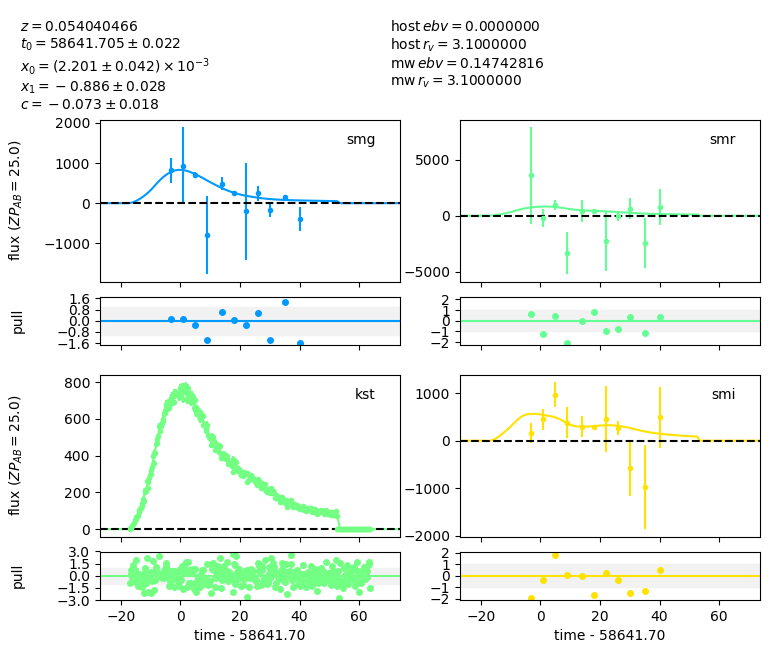 z = 0.054040466
t₀ = 58641.705 ± 0.022
x₀ = (2.201 ± 0.042) × 10⁻³
x₁ = −0.886 ± 0.028
c = −0.073 ± 0.018
host ebv = 0.0000000
host r_v = 3.1000000
mw ebv = 0.14742816
mw r_v = 3.1000000
flux (ZP_AB = 25.0)
2000
1000
0
−1000
smg
5000
0
−5000
smr
pull
1.6
0.8
0.0
−0.8
−1.6
2
1
0
−1
−2
flux (ZP_AB = 25.0)
800
600
400
200
0
kst
1000
0
−1000
−2000
smi
pull
3.0
1.5
0.0
−1.5
−3.0
2
1
0
−1
−2
−20 0 20 40 60
−20 0 20 40 60
time - 58641.70
time - 58641.70